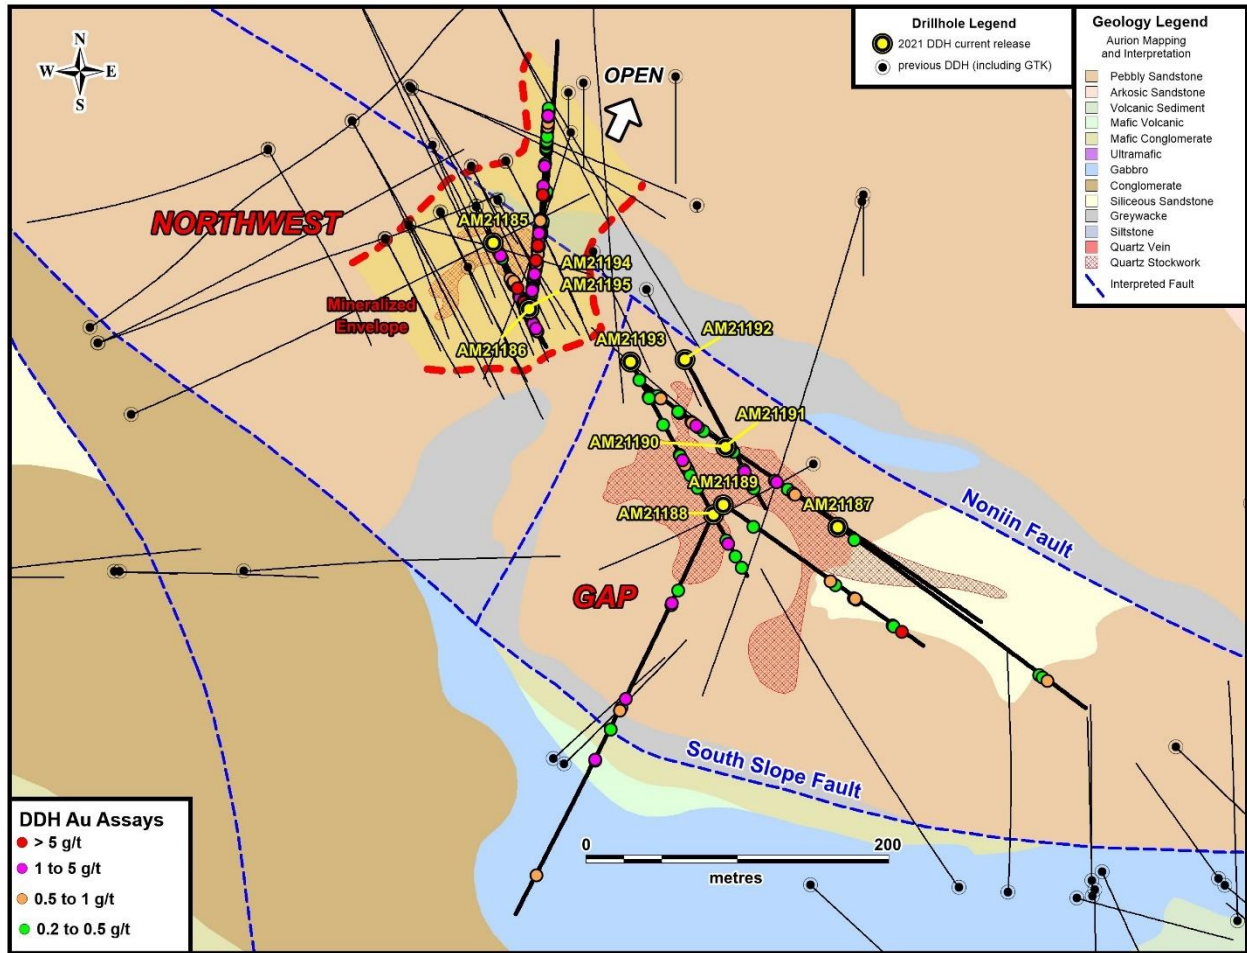 N
W E
S
OPEN
NORTHWEST
AM21185
AM21194
AM21195
Mineralized
Envelope
AM21186
AM21193
AM21192
AM21191
AM21190
AM21189
AM21187
AM21188
GAP
Noniin Fault
South Slope Fault
0 200
metres
Drillhole Legend
2021 DDH current release
previous DDH (including GTK)
Geology Legend
Aurion Mapping
and Interpretation
Pebbly Sandstone
Arkosic Sandstone
Volcanic Sediment
Mafic Volcanic
Mafic Conglomerate
Ultramafic
Gabbro
Conglomerate
Siliceous Sandstone
Greywacke
Siltstone
Quartz Vein
Quartz Stockwork
Interpreted Fault
DDH Au Assays
> 5 g/t
1 to 5 g/t
0.5 to 1 g/t
0.2 to 0.5 g/t